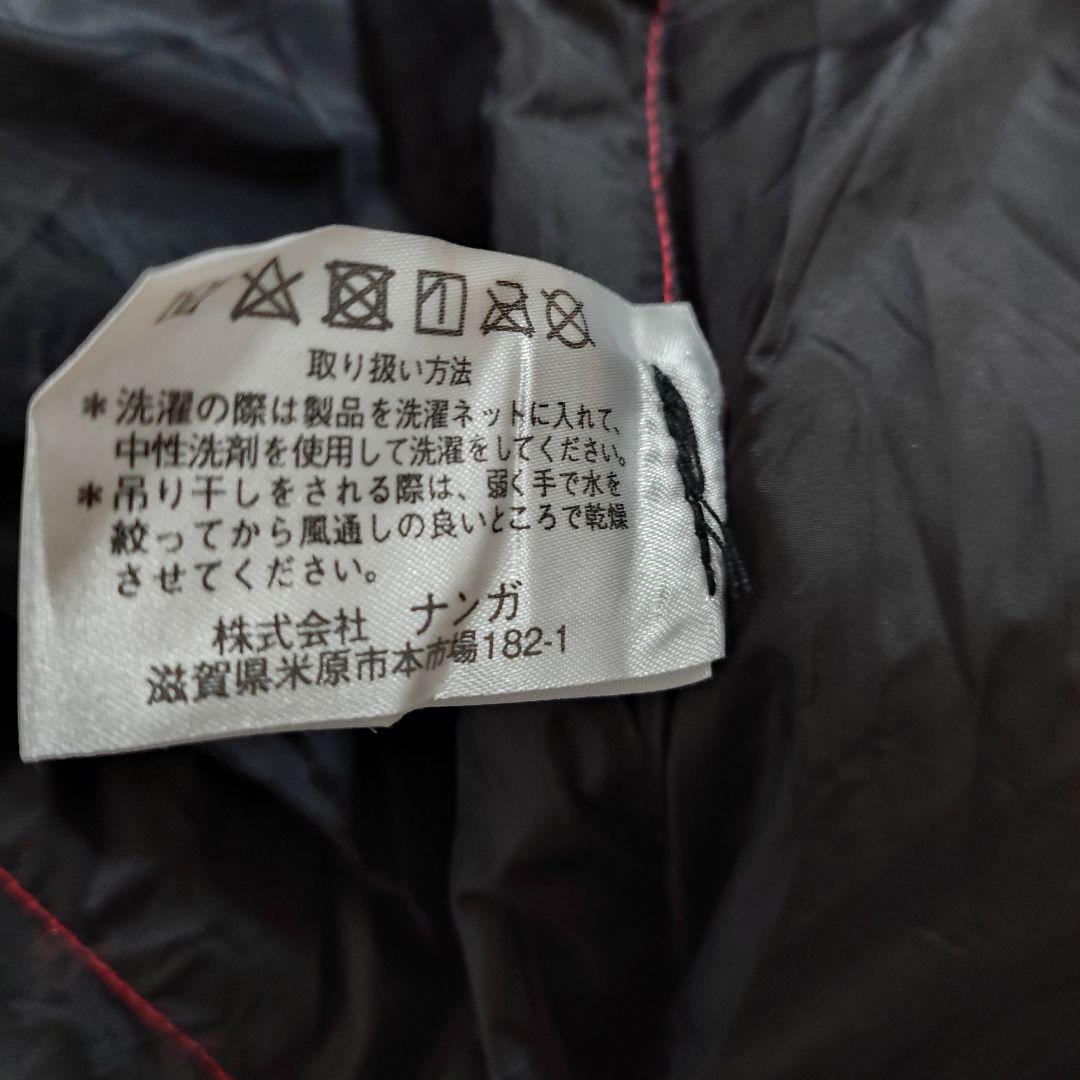 取り扱い方法
*洗濯の際は製品を洗濯ネットに入れて、
中性洗剤を使用して洗濯をしてください。
*吊り干しをされる際は、弱く手で水を
絞ってから風通しの良いところで乾燥
させてください。
株式会社 ナンガ
滋賀県米原市本市場182-1